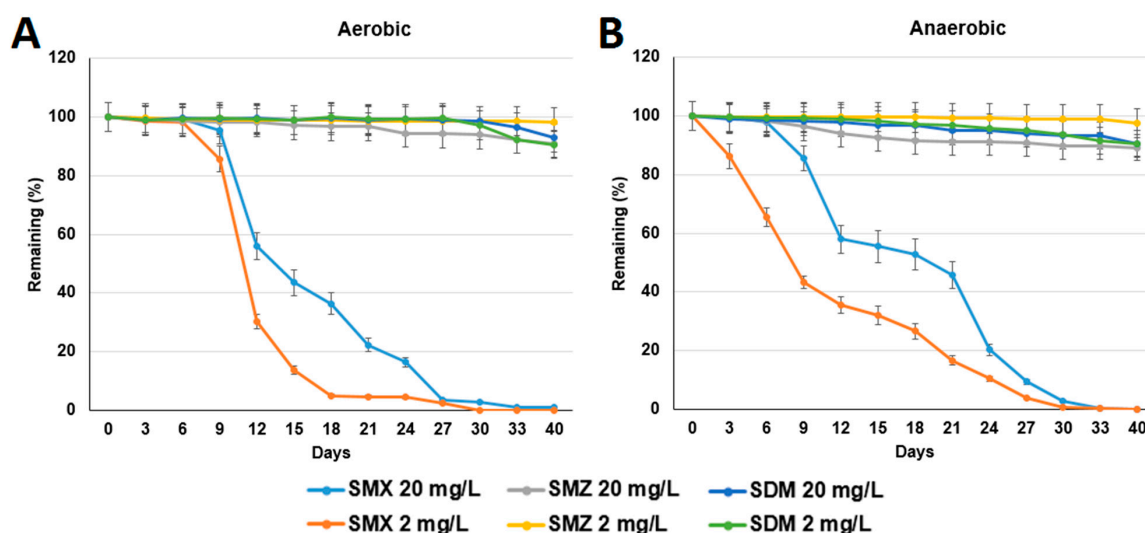 A
Aerobic
120
100
80
60
40
20
0
Remaining (%)
0 3 6 9 12 15 18 21 24 27 30 33 40
Days
B
Anaerobic
120
100
80
60
40
20
0
Remaining (%)
0 3 6 9 12 15 18 21 24 27 30 33 40
Days
SMX 20 mg/L SMZ 20 mg/L SDM 20 mg/L
SMX 2 mg/L SMZ 2 mg/L SDM 2 mg/L